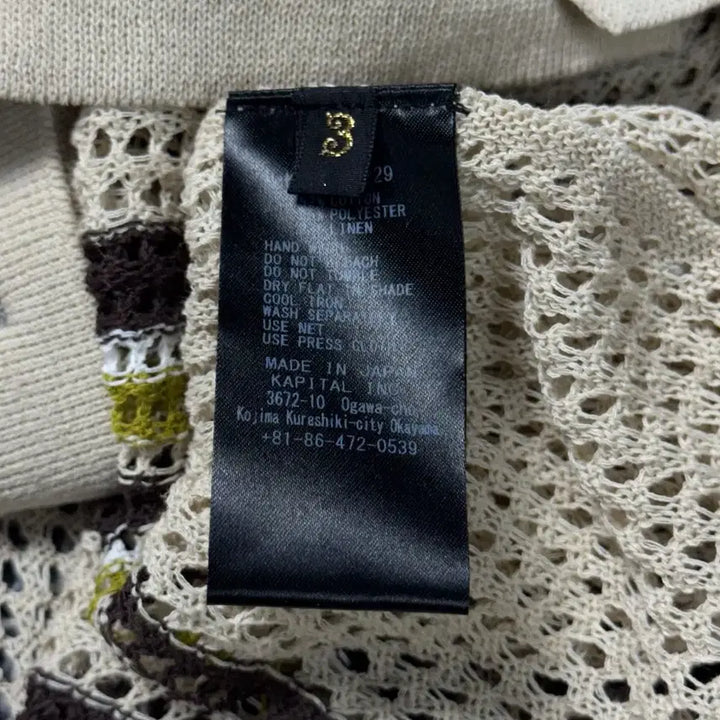 3
29
COTTON
POLYESTER
LINEN
HAND
DO NOT
DO NOT TUMBLE
DRY FLAT IN SHADE
COOL IRON
WASH SEPARATELY
USE NET
USE PRESS CLOTH
MADE IN JAPAN
KAPITAL INC.
3672-10 Ogawa-cho,
Kojima Kurashiki-city Okayama
+81-86-472-0539